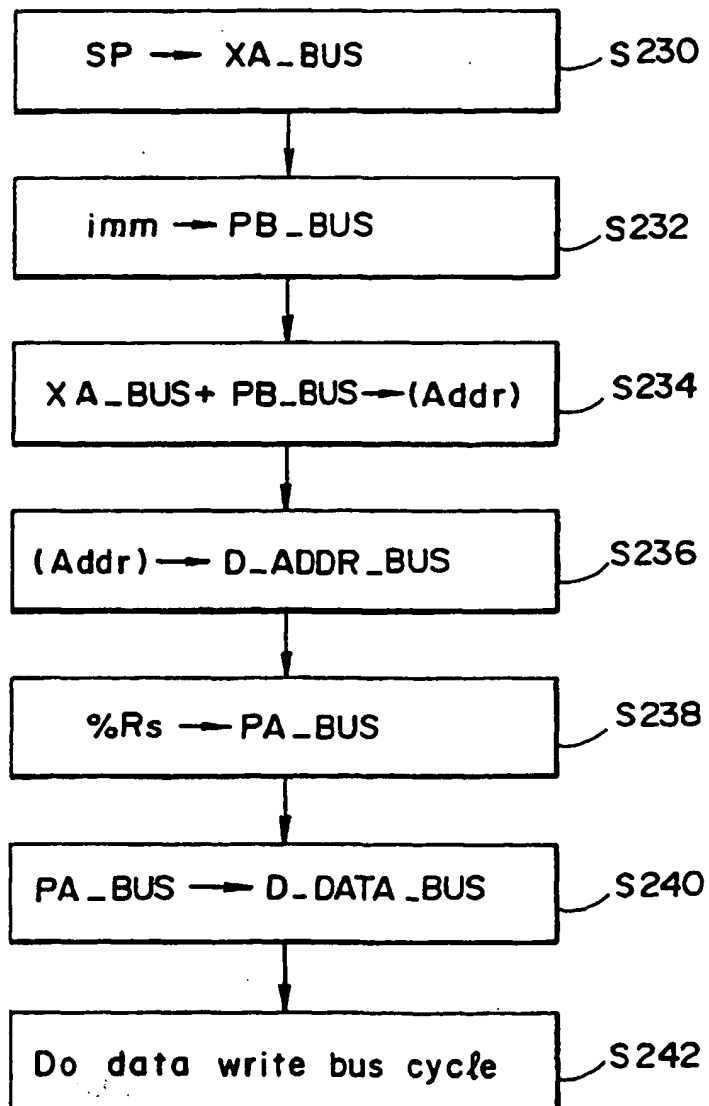 SP → XA_BUS
S230
imm → PB_BUS
S232
XA_BUS+ PB_BUS→(Addr)
S234
(Addr) → D_ADDR_BUS
S236
%Rs → PA_BUS
S238
PA_BUS → D_DATA_BUS
S240
Do data write bus cycle
S242